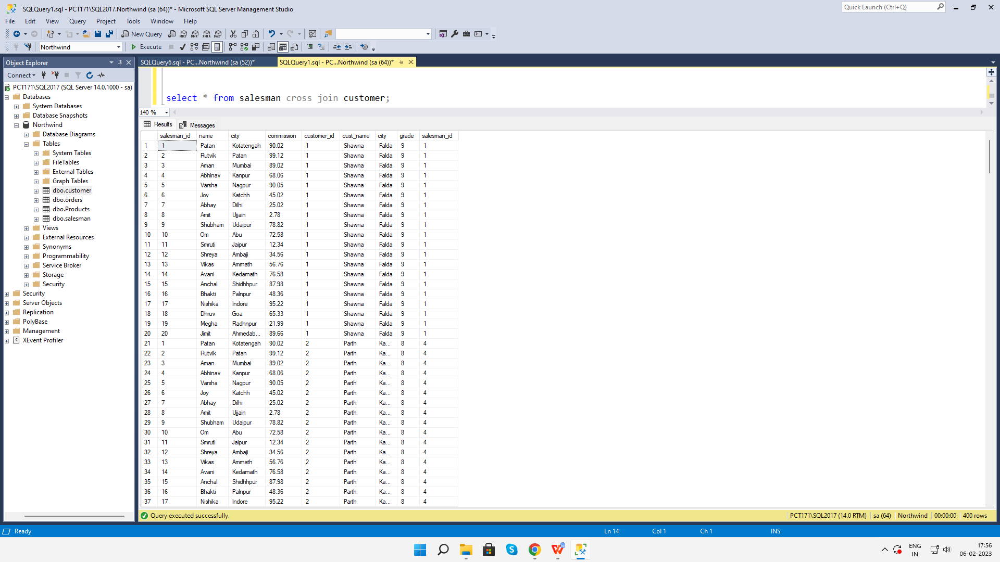 SQLQuery1.sql - PCT171\SQL2017.Northwind (sa (64))* - Microsoft SQL Server Management Studio
Quick Launch (Ctrl+Q)
File Edit View Query Project Tools Window Help
New Query MDX DMX XMLA DAX
Northwind Execute
Object Explorer
SQLQuery6.sql - PC...Northwind (sa (52))* SQLQuery1.sql - PC...Northwind (sa (64))*
Connect
PCT171\SQL2017 (SQL Server 14.0.1000 - sa)
Databases
System Databases
Database Snapshots
Northwind
Database Diagrams
Tables
System Tables
FileTables
External Tables
Graph Tables
dbo.customer
dbo.orders
dbo.Products
dbo.salesman
Views
External Resources
Synonyms
Programmability
Service Broker
Storage
Security
Security
Server Objects
Replication
PolyBase
Management
XEvent Profiler
select * from salesman cross join customer;
140 %
Results Messages
salesman_id name city commission customer_id cust_name city grade salesman_id
1 1 Patan Kotatengah 90.02 1 Shawna Falda 9 1
2 2 Rutvik Patan 99.12 1 Shawna Falda 9 1
3 3 Aman Mumbai 89.02 1 Shawna Falda 9 1
4 4 Abhinav Kanpur 68.06 1 Shawna Falda 9 1
5 5 Varsha Nagpur 90.05 1 Shawna Falda 9 1
6 6 Joy Katchh 45.02 1 Shawna Falda 9 1
7 7 Abhay Dilhi 25.02 1 Shawna Falda 9 1
8 8 Amit Ujjain 2.78 1 Shawna Falda 9 1
9 9 Shubham Udaipur 78.82 1 Shawna Falda 9 1
10 10 Om Abu 72.58 1 Shawna Falda 9 1
11 11 Smruti Jaipur 12.34 1 Shawna Falda 9 1
12 12 Shreya Ambaji 34.56 1 Shawna Falda 9 1
13 13 Vikas Amrnath 56.76 1 Shawna Falda 9 1
14 14 Avani Kedarnath 76.58 1 Shawna Falda 9 1
15 15 Anchal Shidhhpur 87.98 1 Shawna Falda 9 1
16 16 Bhakti Palnpur 48.36 1 Shawna Falda 9 1
17 17 Nishika Indore 95.22 1 Shawna Falda 9 1
18 18 Dhruv Goa 65.33 1 Shawna Falda 9 1
19 19 Megha Radhnpur 21.99 1 Shawna Falda 9 1
20 20 Jimit Ahmedab... 89.66 1 Shawna Falda 9 1
21 1 Patan Kotatengah 90.02 2 Parth Ka... 8 4
22 2 Rutvik Patan 99.12 2 Parth Ka... 8 4
23 3 Aman Mumbai 89.02 2 Parth Ka... 8 4
24 4 Abhinav Kanpur 68.06 2 Parth Ka... 8 4
25 5 Varsha Nagpur 90.05 2 Parth Ka... 8 4
26 6 Joy Katchh 45.02 2 Parth Ka... 8 4
27 7 Abhay Dilhi 25.02 2 Parth Ka... 8 4
28 8 Amit Ujjain 2.78 2 Parth Ka... 8 4
29 9 Shubham Udaipur 78.82 2 Parth Ka... 8 4
30 10 Om Abu 72.58 2 Parth Ka... 8 4
31 11 Smruti Jaipur 12.34 2 Parth Ka... 8 4
32 12 Shreya Ambaji 34.56 2 Parth Ka... 8 4
33 13 Vikas Amrnath 56.76 2 Parth Ka... 8 4
34 14 Avani Kedarnath 76.58 2 Parth Ka... 8 4
35 15 Anchal Shidhhpur 87.98 2 Parth Ka... 8 4
36 16 Bhakti Palnpur 48.36 2 Parth Ka... 8 4
37 17 Nishika Indore 95.22 2 Parth Ka... 8 4
Query executed successfully. PCT171\SQL2017 (14.0 RTM) sa (64) Northwind 00:00:00 400 rows
Ready Ln 14 Col 1 Ch 1 INS
ENG
IN
17:56
06-02-2023